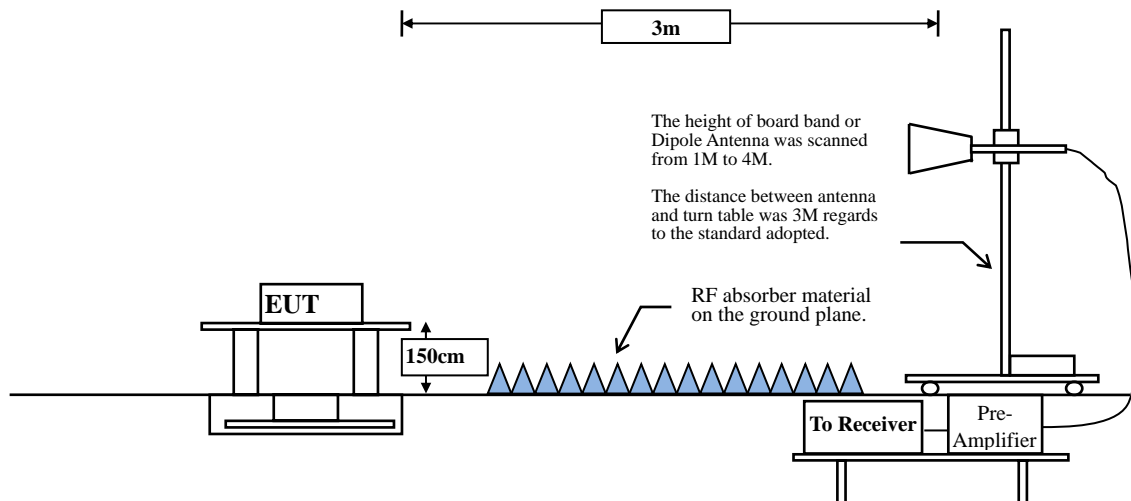 3m
The height of board band or
Dipole Antenna was scanned
from 1M to 4M.
The distance between antenna
and turn table was 3M regards
to the standard adopted.
EUT
RF absorber material
on the ground plane.
150cm
To Receiver
Pre-
Amplifier